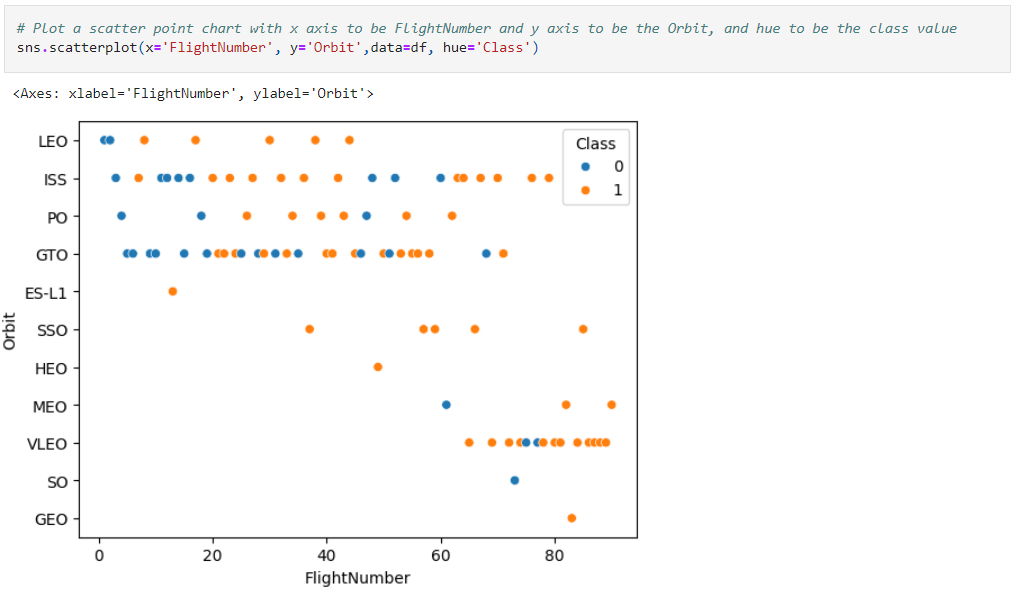 # Plot a scatter point chart with x axis to be FlightNumber and y axis to be the Orbit, and hue to be the class value
sns.scatterplot(x='FlightNumber', y='Orbit',data=df, hue='Class')
<Axes: xlabel='FlightNumber', ylabel='Orbit'>
Class
0
1
LEO
ISS
PO
GTO
ES-L1
SSO
HEO
MEO
VLEO
SO
GEO
Orbit
0 20 40 60 80
FlightNumber